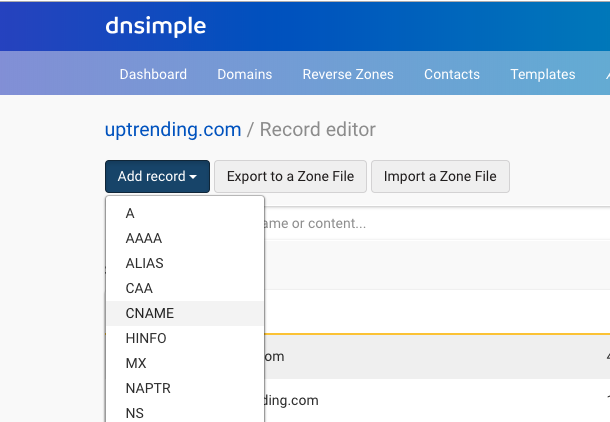 dnsimple
Dashboard Domains Reverse Zones Contacts Templates
uptrending.com / Record editor
Add record Export to a Zone File Import a Zone File
A
ame or content...
AAAA
ALIAS
CAA
CNAME
HINFO
om
MX
NAPTR
ding.com
NS